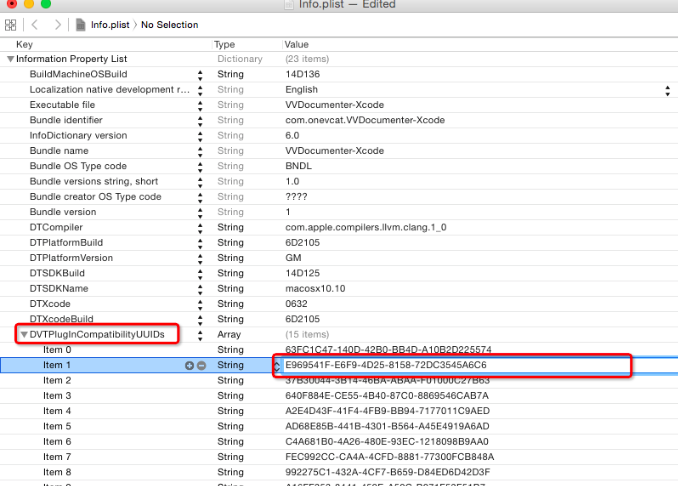 Info.plist — Edited
Info.plist › No Selection
Key Type Value
Information Property List Dictionary (23 items)
BuildMachineOSBuild String 14D136
Localization native development r... String English
Executable file String VVDocumenter-Xcode
Bundle identifier String com.onevcat.VVDocumenter-Xcode
InfoDictionary version String 6.0
Bundle name String VVDocumenter-Xcode
Bundle OS Type code String BNDL
Bundle versions string, short String 1.0
Bundle creator OS Type code String ????
Bundle version String 1
DTCompiler String com.apple.compilers.llvm.clang.1_0
DTPlatformBuild String 6D2105
DTPlatformVersion String GM
DTSDKBuild String 14D125
DTSDKName String macosx10.10
DTXcode String 0632
DTXcodeBuild String 6D2105
DVTPlugInCompatibilityUUIDs Array (15 items)
Item 0 String 63FC1C47-140D-42B0-BB4D-A10B2D225574
Item 1 String E969541F-E6F9-4D25-8158-72DC3545A6C6
Item 2 String 37B30044-3B14-46BA-ABAA-F01000C27B63
Item 3 String 640F884E-CE55-4B40-87C0-8869546CAB7A
Item 4 String A2E4D43F-41F4-4FB9-BB94-7177011C9AED
Item 5 String AD68E85B-441B-4301-B564-A45E4919A6AD
Item 6 String C4A681B0-4A26-480E-93EC-1218098B9AA0
Item 7 String FEC992CC-CA4A-4CFD-8881-77300FCB848A
Item 8 String 992275C1-432A-4CF7-B659-D84ED6D42D3F